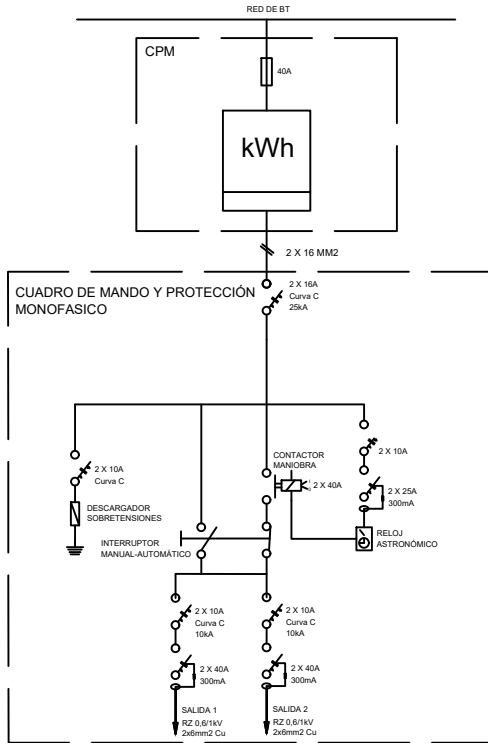 RED DE BT
CPM
40A
kWh
2 X 16 MM2
CUADRO DE MANDO Y PROTECCIÓN
MONOFASICO
2 X 16A
Curva C
25kA
2 X 10A
Curva C
DESCARGADOR
SOBRETENSIONES
INTERRUPTOR
MANUAL-AUTOMÁTICO
CONTACTOR
MANIOBRA
2 X 40A
2 X 10A
2 X 25A
300mA
RELOJ
ASTRONÓMICO
2 X 10A
Curva C
10kA
2 X 40A
300mA
SALIDA 1
RZ 0,6/1kV
2x6mm2 Cu
2 X 10A
Curva C
10kA
2 X 40A
300mA
SALIDA 2
RZ 0,6/1kV
2x6mm2 Cu